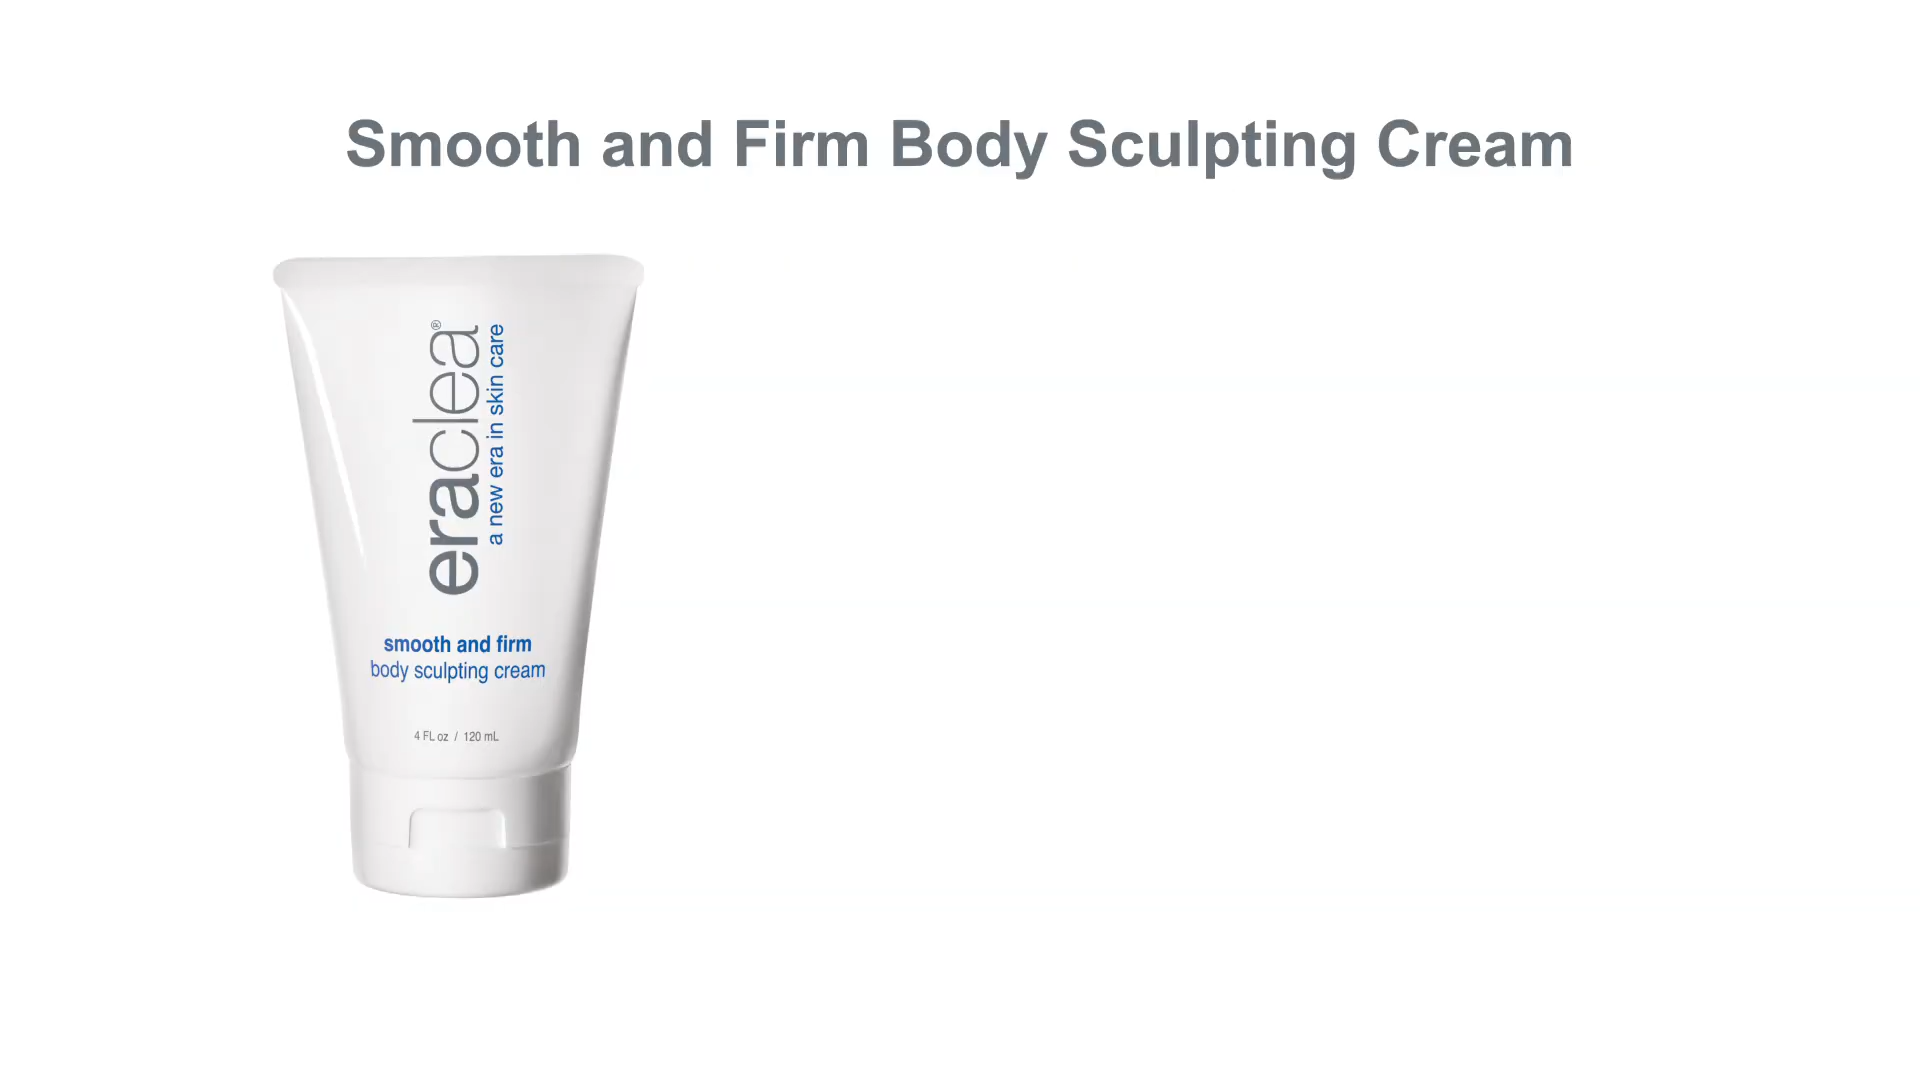 Smooth and Firm Body Sculpting Cream
eraclea®
a new era in skin care
smooth and firm
body sculpting cream
4 FL oz / 120 mL